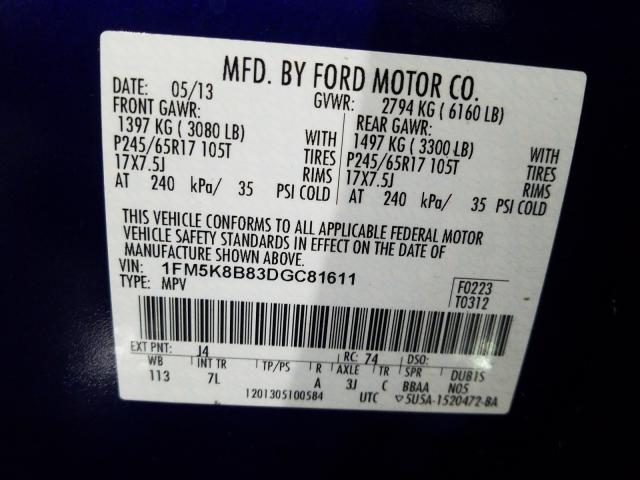 MFD. BY FORD MOTOR CO.
DATE: 05/13 GVWR: 2794 KG ( 6160 LB)
FRONT GAWR: REAR GAWR:
1397 KG ( 3080 LB) WITH 1497 KG ( 3300 LB) WITH
P245/65R17 105T TIRES P245/65R17 105T TIRES
17X7.5J RIMS 17X7.5J RIMS
AT 240 kPa/ 35 PSI COLD AT 240 kPa/ 35 PSI COLD
THIS VEHICLE CONFORMS TO ALL APPLICABLE FEDERAL MOTOR
VEHICLE SAFETY STANDARDS IN EFFECT ON THE DATE OF
MANUFACTURE SHOWN ABOVE.
VIN: 1FM5K8B83DGC81611 F0223
TYPE: MPV T0312
EXT PNT: J4 RC: 74 DSO:
WB INT TR TP/PS R AXLE TR SPR DUB1S
113 7L A 3J C BBAA N05
1201305100584 UTC ▽5U5A-1520472-BA